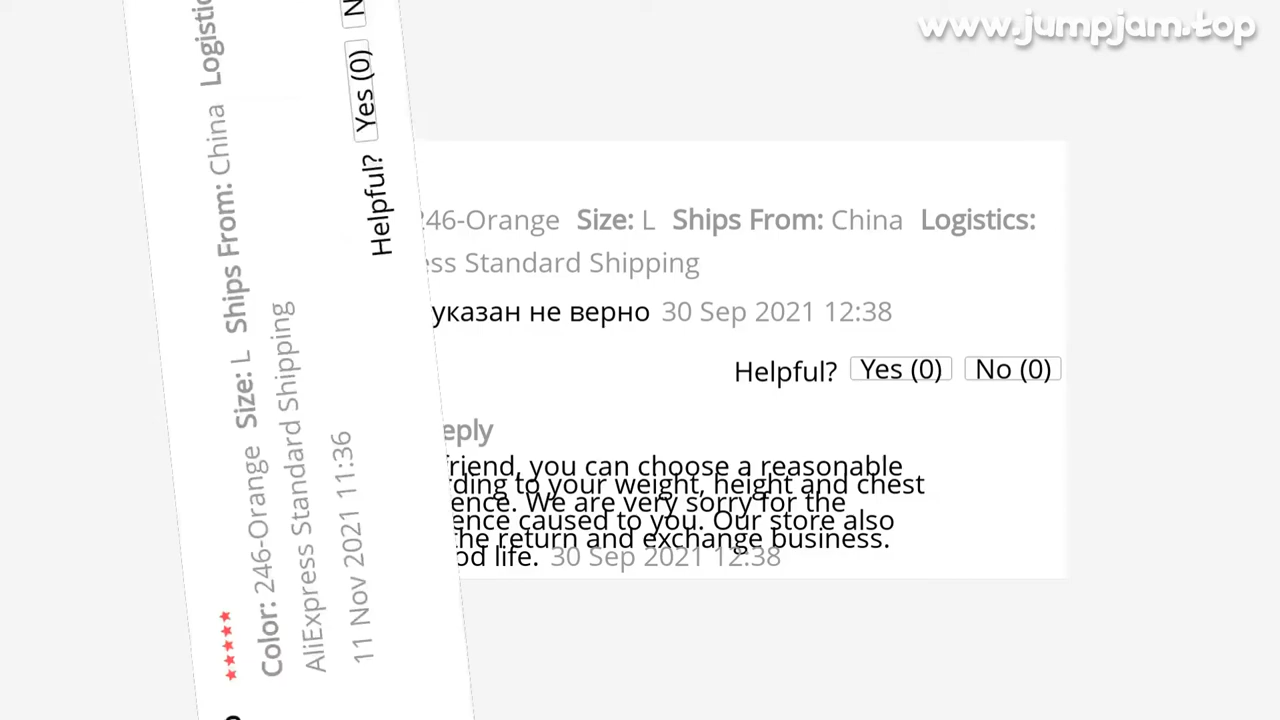 www.jumpjam.top
Color: 246-Orange Size: L Ships From: China
AliExpress Standard Shipping
11 Nov 2021 11:36
Helpful? Yes (0)
46-Orange Size: L Ships From: China Logistics:
ss Standard Shipping
указан не верно 30 Sep 2021 12:38
Helpful? Yes (0) No (0)
eply
friend, you can choose a reasonable
rding to your weight, height and chest
ence. We are very sorry for the
ence caused to you. Our store also
the return and exchange business.
od life. 30 Sep 2021 12:38